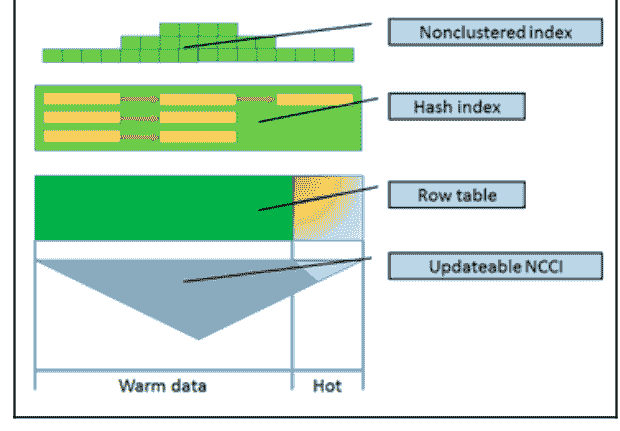 Nonclustered index
Hash index
Row table
Updateable NCCI
Warm data
Hot